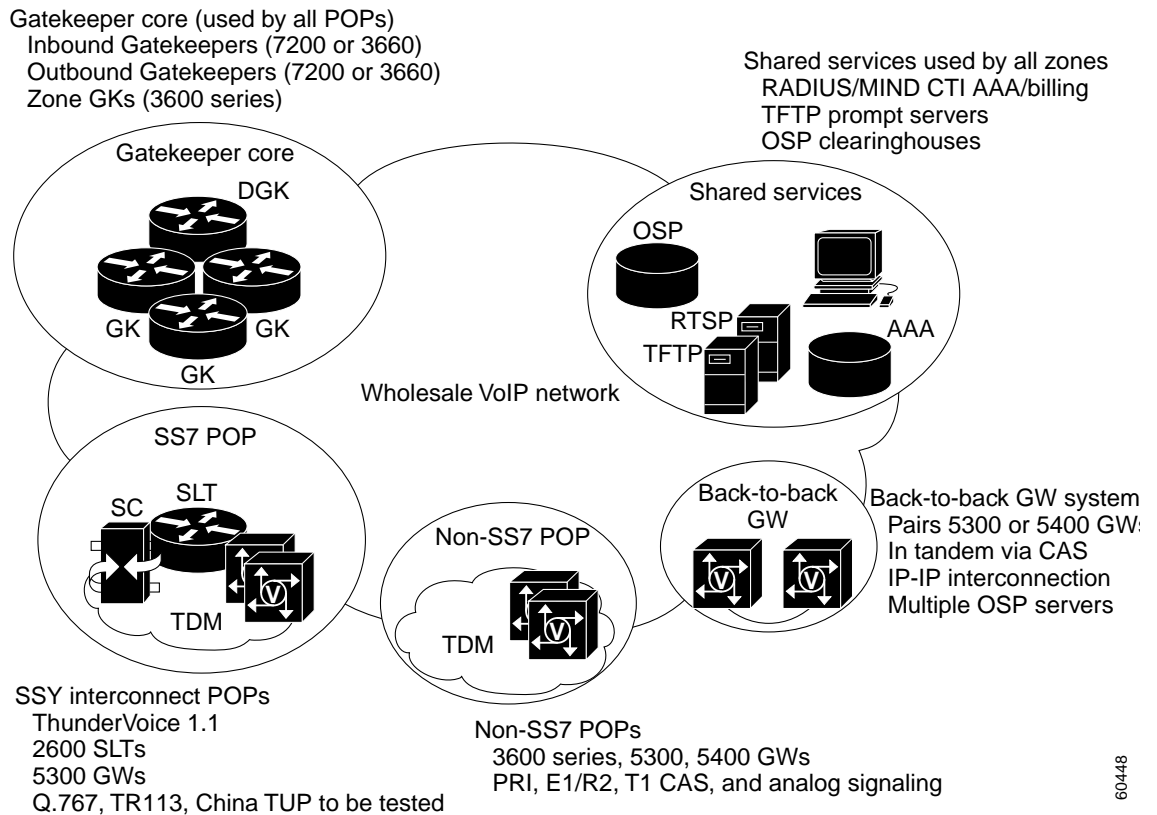 Gatekeeper core (used by all POPs)
Inbound Gatekeepers (7200 or 3660)
Outbound Gatekeepers (7200 or 3660)
Zone GKs (3600 series)
Shared services used by all zones
RADIUS/MIND CTI AAA/billing
TFTP prompt servers
OSP clearinghouses
Gatekeeper core
DGK
GK
GK
GK
Shared services
OSP
RTSP
TFTP
AAA
Wholesale VoIP network
SS7 POP
SC
SLT
TDM
Non-SS7 POP
TDM
V
Back-to-back
GW
V
V
Back-to-back GW system
Pairs 5300 or 5400 GWs
In tandem via CAS
IP-IP interconnection
Multiple OSP servers
V
SSY interconnect POPs
ThunderVoice 1.1
2600 SLTs
5300 GWs
Q.767, TR113, China TUP to be tested
Non-SS7 POPs
3600 series, 5300, 5400 GWs
PRI, E1/R2, T1 CAS, and analog signaling
60448